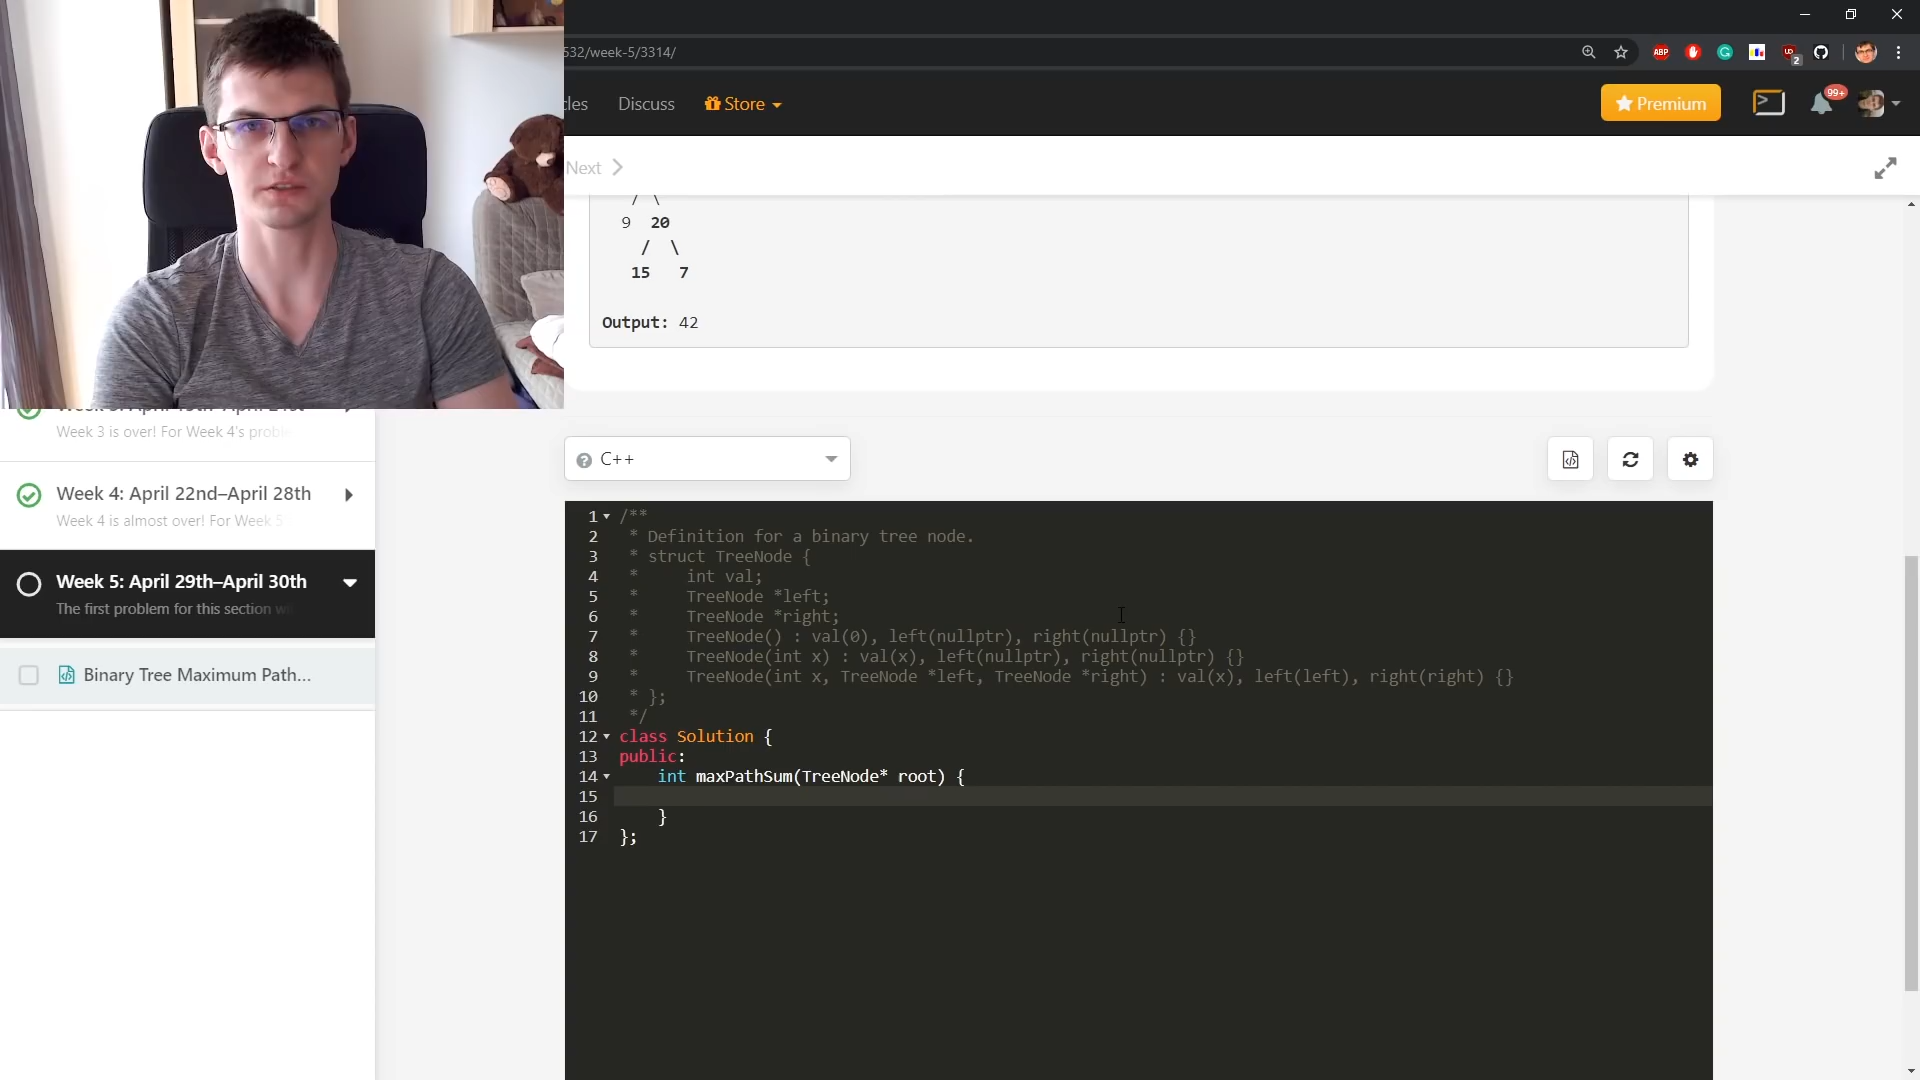 532/week-5/3314/
ABP
2
cles Discuss Store Premium 99+
Next
/ \
9 20
/ \
15 7
Output: 42
Week 3 is over! For Week 4's proble
Week 4: April 22nd–April 28th
Week 4 is almost over! For Week 5
Week 5: April 29th–April 30th
The first problem for this section w
Binary Tree Maximum Path...
C++
1 /**
2 * Definition for a binary tree node.
3 * struct TreeNode {
4 *     int val;
5 *     TreeNode *left;
6 *     TreeNode *right;
7 *     TreeNode() : val(0), left(nullptr), right(nullptr) {}
8 *     TreeNode(int x) : val(x), left(nullptr), right(nullptr) {}
9 *     TreeNode(int x, TreeNode *left, TreeNode *right) : val(x), left(left), right(right) {}
10 * };
11 */
12 class Solution {
13 public:
14     int maxPathSum(TreeNode* root) {
15
16     }
17 };